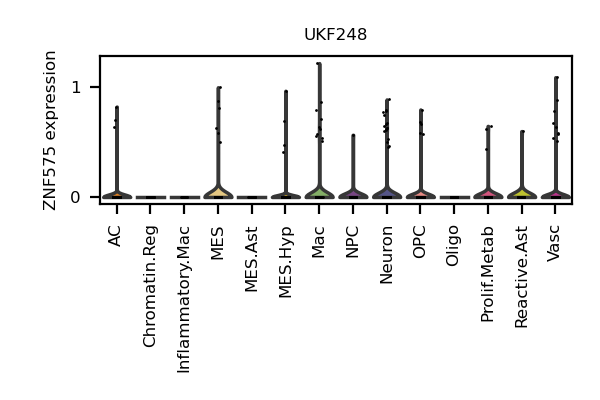 UKF248
ZNF575 expression
1
0
AC
Chromatin.Reg
Inflammatory.Mac
MES
MES.Ast
MES.Hyp
Mac
NPC
Neuron
OPC
Oligo
Prolif.Metab
Reactive.Ast
Vasc